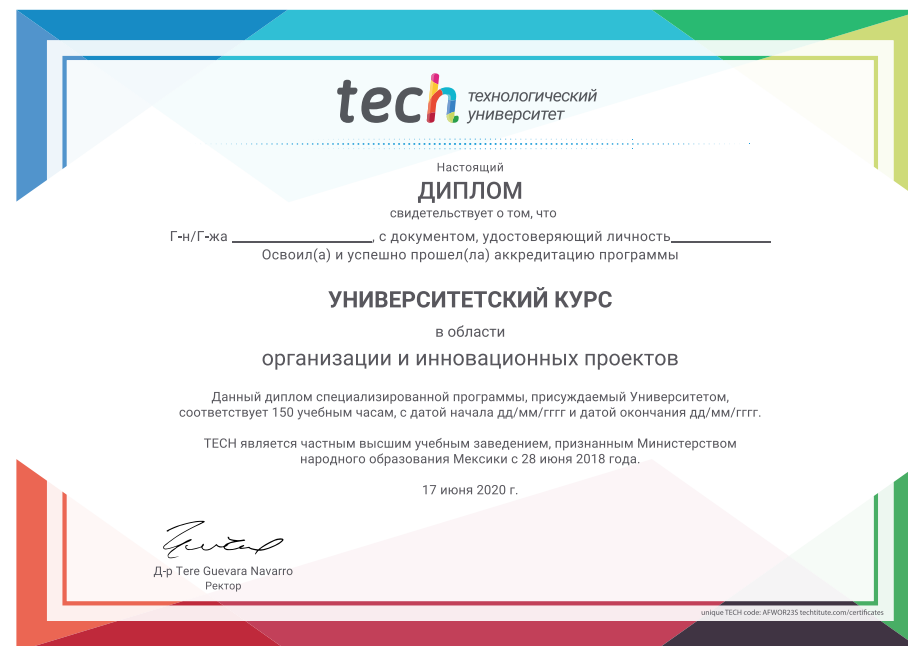 tech технологический
университет
Настоящий
ДИПЛОМ
свидетельствует о том, что
Г-н/Г-жа ____________________, с документом, удостоверяющий личность______________
Освоил(а) и успешно прошел(ла) аккредитацию программы
УНИВЕРСИТЕТСКИЙ КУРС
в области
организации и инновационных проектов
Данный диплом специализированной программы, присуждаемый Университетом,
соответствует 150 учебным часам, с датой начала дд/мм/гггг и датой окончания дд/мм/гггг.
TECH является частным высшим учебным заведением, признанным Министерством
народного образования Мексики с 28 июня 2018 года.
17 июня 2020 г.
Д-р Tere Guevara Navarro
Ректор
unique TECH code: AFWOR23S techtitute.com/certificates